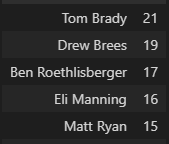 Tom Brady 21
Drew Brees 19
Ben Roethlisberger 17
Eli Manning 16
Matt Ryan 15